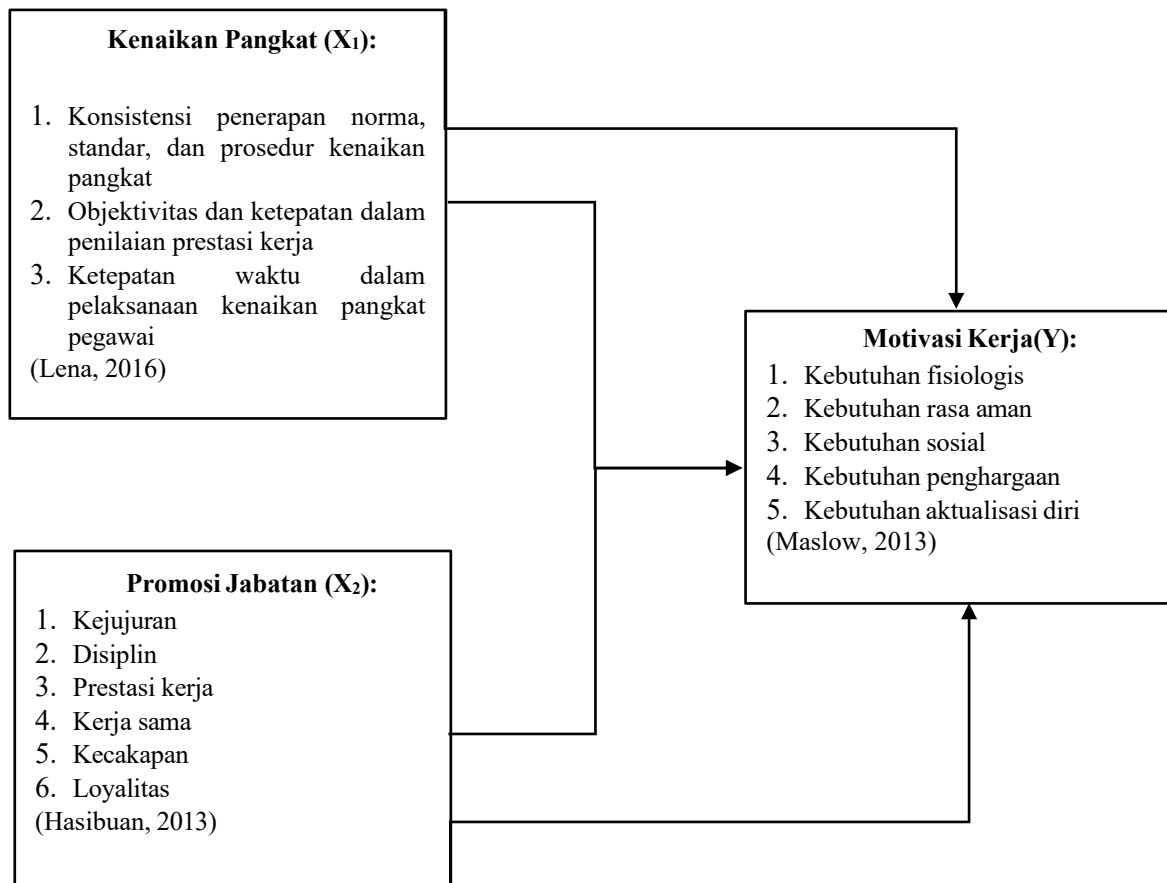 Kenaikan Pangkat (X₁):
1. Konsistensi penerapan norma,
standar, dan prosedur kenaikan
pangkat
2. Objektivitas dan ketepatan dalam
penilaian prestasi kerja
3. Ketepatan waktu dalam
pelaksanaan kenaikan pangkat
pegawai
(Lena, 2016)
Motivasi Kerja(Y):
1. Kebutuhan fisiologis
2. Kebutuhan rasa aman
3. Kebutuhan sosial
4. Kebutuhan penghargaan
5. Kebutuhan aktualisasi diri
(Maslow, 2013)
Promosi Jabatan (X₂):
1. Kejujuran
2. Disiplin
3. Prestasi kerja
4. Kerja sama
5. Kecakapan
6. Loyalitas
(Hasibuan, 2013)